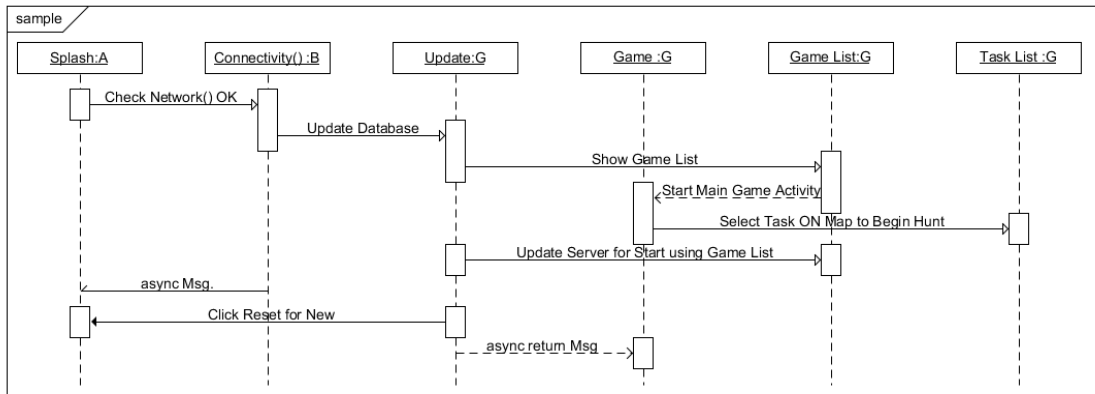 sample
Splash:A
Connectivity() :B
Update:G
Game :G
Game List:G
Task List :G
Check Network() OK
Update Database
Show Game List
Start Main Game Activity
Select Task ON Map to Begin Hunt
Update Server for Start using Game List
async Msg.
Click Reset for New
async return Msg